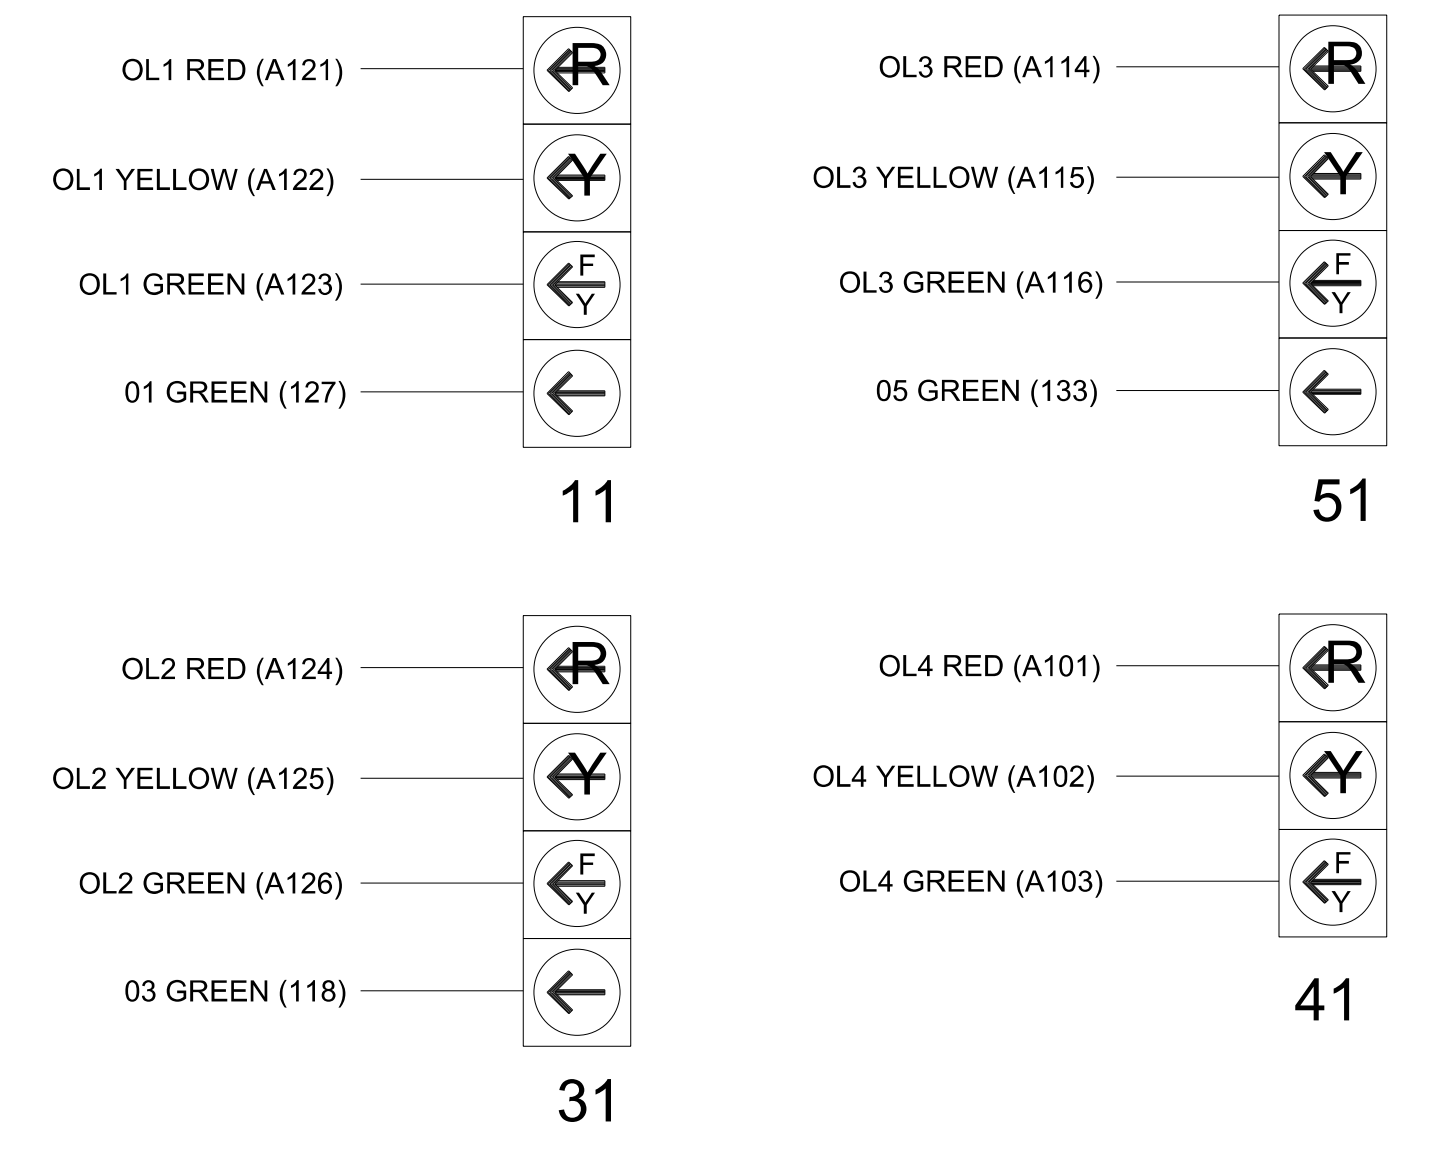 OL1 RED (A121)
R
OL1 YELLOW (A122)
Y
OL1 GREEN (A123)
F
Y
01 GREEN (127)
11
OL3 RED (A114)
R
OL3 YELLOW (A115)
Y
OL3 GREEN (A116)
F
Y
05 GREEN (133)
51
OL2 RED (A124)
R
OL2 YELLOW (A125)
Y
OL2 GREEN (A126)
F
Y
03 GREEN (118)
31
OL4 RED (A101)
R
OL4 YELLOW (A102)
Y
OL4 GREEN (A103)
F
Y
41